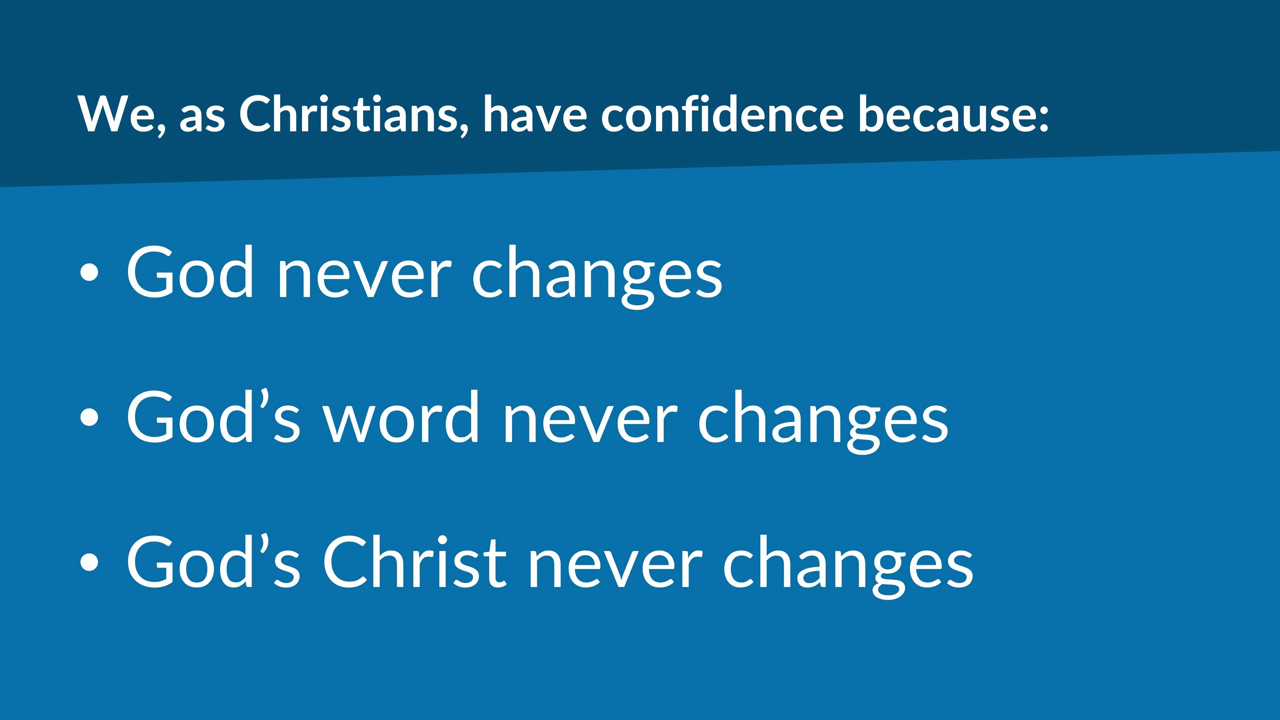 We, as Christians, have confidence because:
• God never changes
• God’s word never changes
• God’s Christ never changes